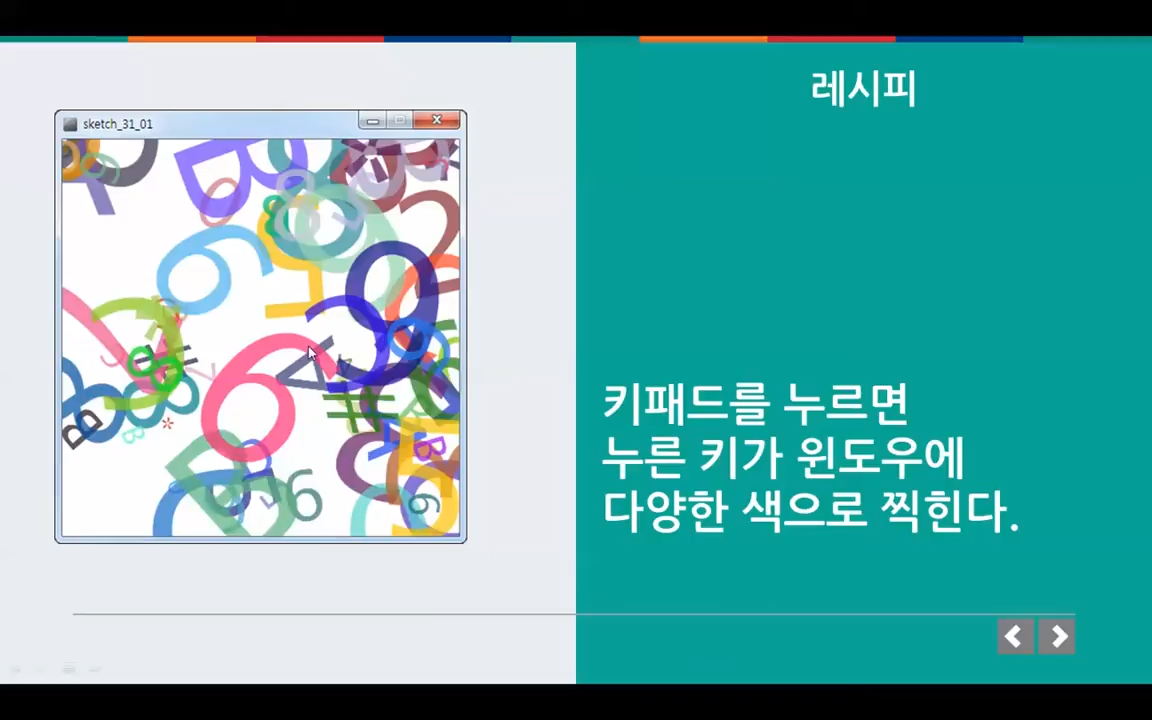 레시피
sketch_31_01
키패드를 누르면
누른 키가 윈도우에
다양한 색으로 찍힌다.